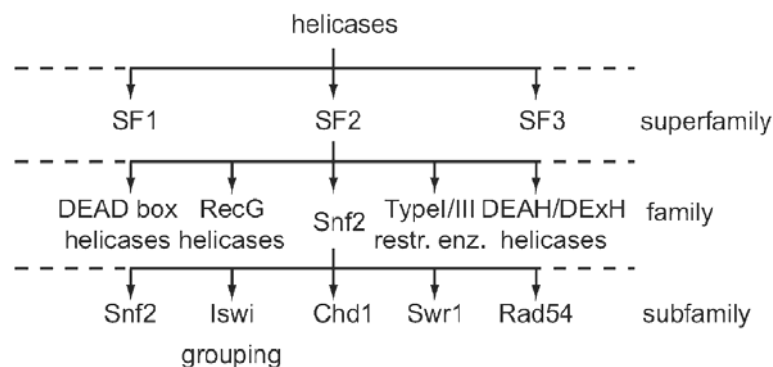 helicases
SF1 SF2 SF3 superfamily
DEAD box RecG Snf2 TypeI/III DEAH/DExH family
helicases helicases restr. enz. helicases
Snf2 Iswi Chd1 Swr1 Rad54 subfamily
grouping